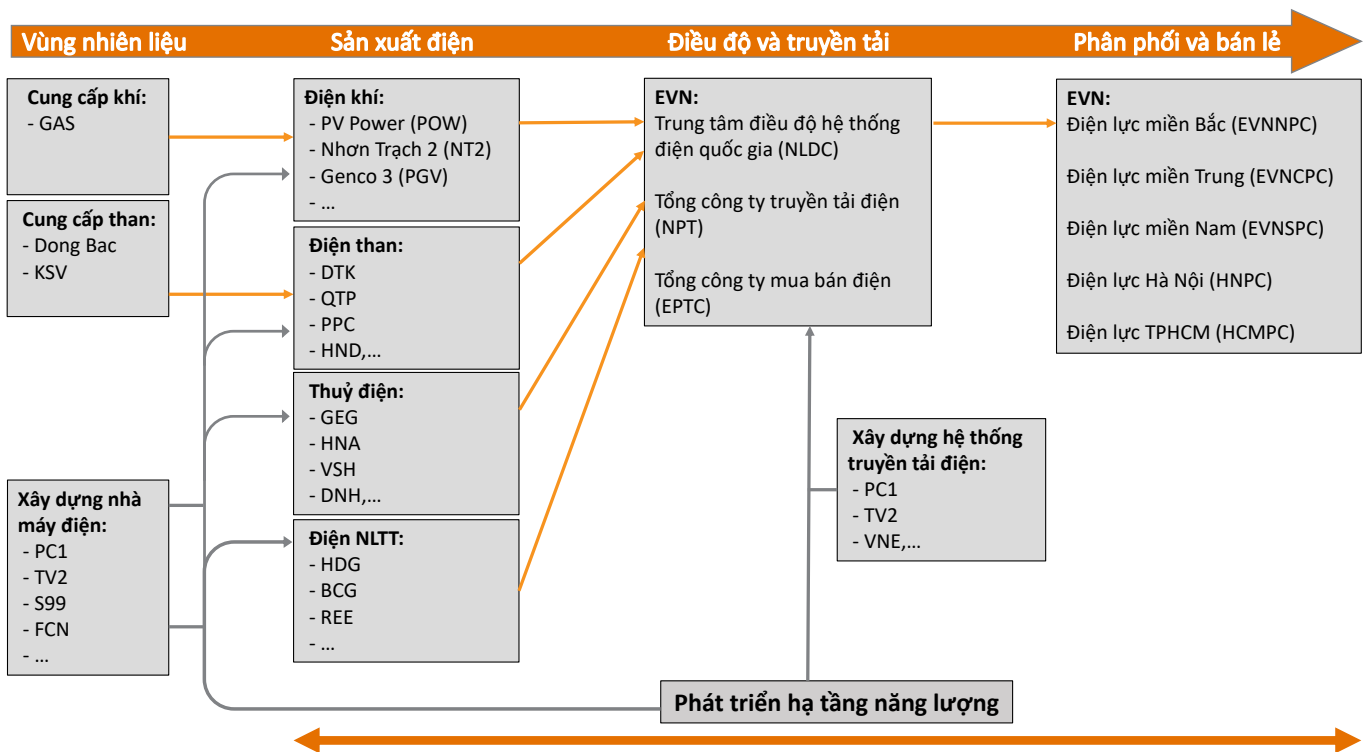 Vùng nhiên liệu
Sản xuất điện
Điều độ và truyền tải
Phân phối và bán lẻ
Cung cấp khí:
- GAS
Cung cấp than:
- Dong Bac
- KSV
Xây dựng nhà
máy điện:
- PC1
- TV2
- S99
- FCN
- ...
Điện khí:
- PV Power (POW)
- Nhơn Trạch 2 (NT2)
- Genco 3 (PGV)
- ...
Điện than:
- DTK
- QTP
- PPC
- HND,...
Thuỷ điện:
- GEG
- HNA
- VSH
- DNH,...
Điện NLTT:
- HDG
- BCG
- REE
- ...
EVN:
Trung tâm điều độ hệ thống
điện quốc gia (NLDC)
Tổng công ty truyền tải điện
(NPT)
Tổng công ty mua bán điện
(EPTC)
Xây dựng hệ thống
truyền tải điện:
- PC1
- TV2
- VNE,...
EVN:
Điện lực miền Bắc (EVNNPC)
Điện lực miền Trung (EVNCPC)
Điện lực miền Nam (EVNSPC)
Điện lực Hà Nội (HNPC)
Điện lực TPHCM (HCMPC)
Phát triển hạ tầng năng lượng